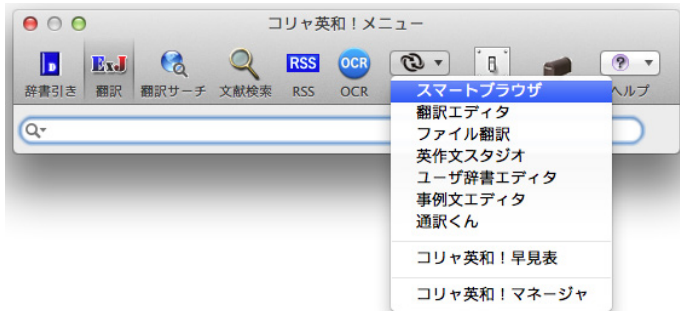 コリャ英和！メニュー
D
ExJ
RSS
OCR
辞書引き 翻訳 翻訳サーチ 文献検索 RSS OCR
ヘルプ
スマートブラウザ
翻訳エディタ
ファイル翻訳
英作文スタジオ
ユーザ辞書エディタ
事例文エディタ
通訳くん
コリャ英和！早見表
コリャ英和！マネージャ